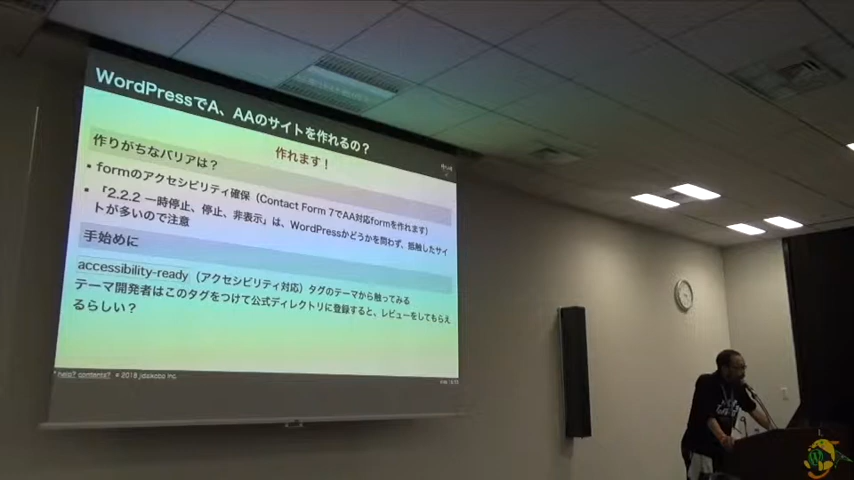 WordPressでA、AAのサイトを作れるの？
作れます！
作りがちなバリアは？
• formのアクセシビリティ確保（Contact Form 7でAA対応formを作れます）
• 「2.2.2 一時停止、停止、非表示」は、WordPressかどうかを問わず、抵触したサイ
トが多いので注意
手始めに
accessibility-ready（アクセシビリティ対応）タグのテーマから触ってみる
テーマ開発者はこのタグをつけて公式ディレクトリに登録すると、レビューをしてもらえ
るらしい？
help? contents? © 2018 jidaikobo Inc.